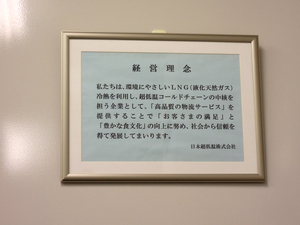 経営理念
私たちは、環境にやさしいLNG(液化天然ガス)
冷熱を利用し、超低温コールドチェーンの中核を
担う企業として、「高品質の物流サービス」を
提供することで「お客さまの満足」と
「豊かな食文化」の向上に努め、社会から信頼を
得て発展してまいります。
日本超低温株式会社